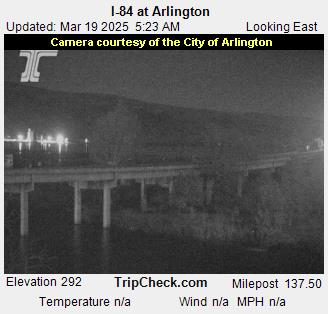 I-84 at Arlington
Updated: Mar 19 2025 5:23 AM Looking East
Camera courtesy of the City of Arlington
Elevation 292 TripCheck.com Milepost 137.50
Temperature n/a Wind n/a MPH n/a